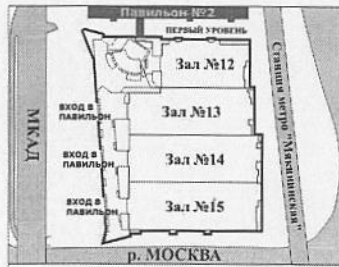 Павильон №2
ПЕРВЫЙ УРОВЕНЬ
Зал №12
Зал №13
Зал №14
Зал №15
ВХОД В
ПАВИЛЬОН
ВХОД В
ПАВИЛЬОН
ВХОД В
ПАВИЛЬОН
МКАД
Станция метро "Мякининская"
р. МОСКВА